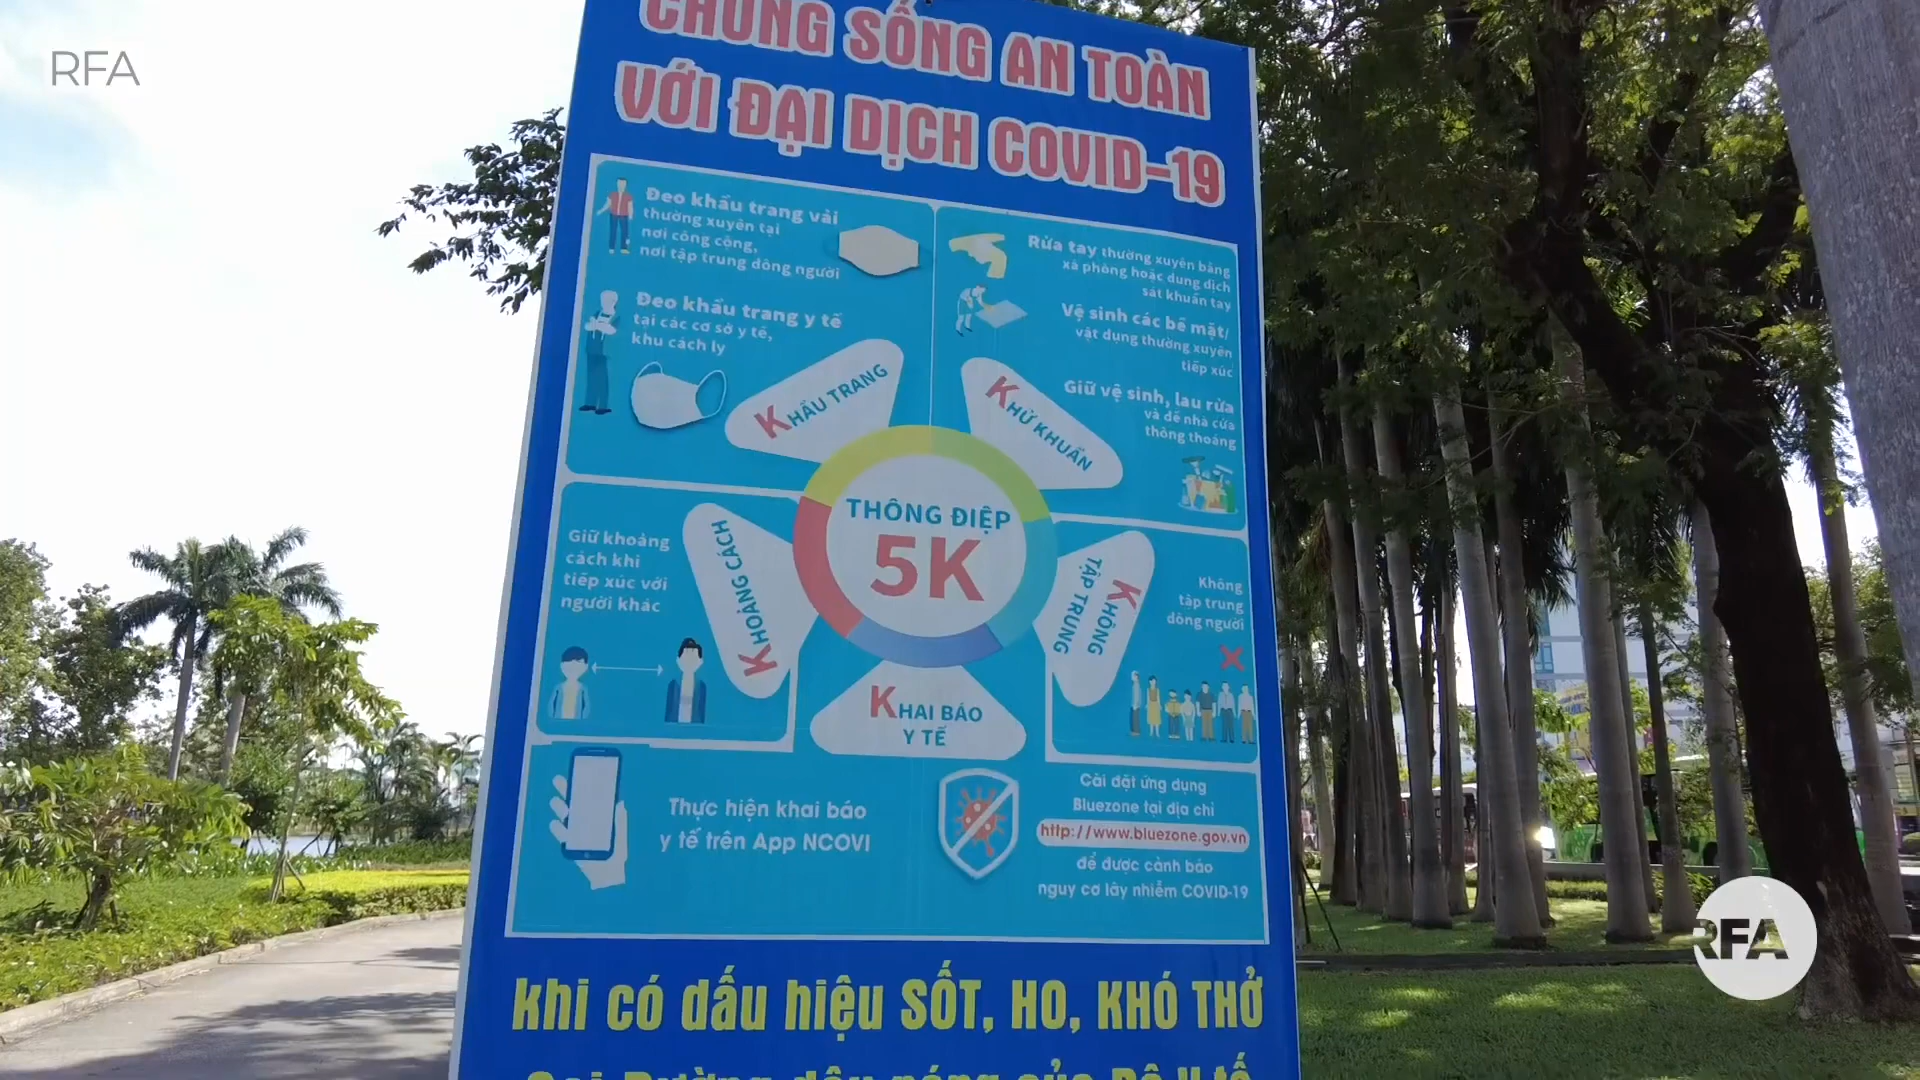 RFA
CHUNG SỐNG AN TOÀN
VỚI ĐẠI DỊCH COVID-19
Đeo khẩu trang vải
thường xuyên tại
nơi công cộng,
nơi tập trung đông người
Đeo khẩu trang y tế
tại các cơ sở y tế,
khu cách ly
KHẨU TRANG
Rửa tay thường xuyên bằng
xà phòng hoặc dung dịch
sát khuẩn tay
Vệ sinh các bề mặt/
vật dụng thường xuyên
tiếp xúc
Giữ vệ sinh, lau rửa
và để nhà cửa
thông thoáng
KHỬ KHUẨN
THÔNG ĐIỆP
5K
Giữ khoảng
cách khi
tiếp xúc với
người khác
KHOẢNG CÁCH
KHÔNG
TẬP TRUNG
Không
tập trung
đông người
KHAI BÁO
Y TẾ
Thực hiện khai báo
y tế trên App NCOVI
Cài đặt ứng dụng
Bluezone tại địa chỉ
http://www.bluezone.gov.vn
để được cảnh báo
nguy cơ lây nhiễm COVID-19
Khi có dấu hiệu SỐT, HO, KHÓ THỞ
Gọi Đường dây nóng của Bộ Y tế
RFA